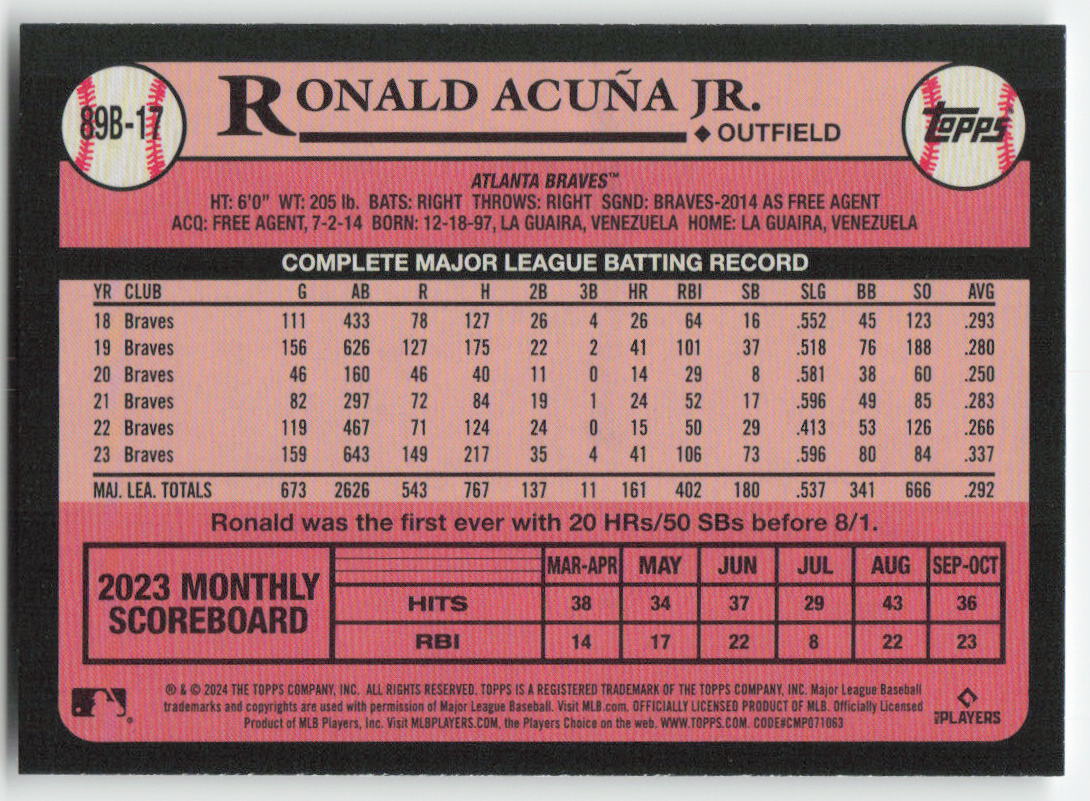 89B-17
RONALD ACUÑA JR.
◆ OUTFIELD
TOPPS
ATLANTA BRAVES™
HT: 6'0" WT: 205 lb. BATS: RIGHT THROWS: RIGHT SGND: BRAVES-2014 AS FREE AGENT
ACQ: FREE AGENT, 7-2-14 BORN: 12-18-97, LA GUAIRA, VENEZUELA HOME: LA GUAIRA, VENEZUELA
COMPLETE MAJOR LEAGUE BATTING RECORD
YR CLUB G AB R H 2B 3B HR RBI SB SLG BB SO AVG
18 Braves 111 433 78 127 26 4 26 64 16 .552 45 123 .293
19 Braves 156 626 127 175 22 2 41 101 37 .518 76 188 .280
20 Braves 46 160 46 40 11 0 14 29 8 .581 38 60 .250
21 Braves 82 297 72 84 19 1 24 52 17 .596 49 85 .283
22 Braves 119 467 71 124 24 0 15 50 29 .413 53 126 .266
23 Braves 159 643 149 217 35 4 41 106 73 .596 80 84 .337
MAJ. LEA. TOTALS 673 2626 543 767 137 11 161 402 180 .537 341 666 .292
Ronald was the first ever with 20 HRs/50 SBs before 8/1.
2023 MONTHLY
SCOREBOARD
MAR-APR MAY JUN JUL AUG SEP-OCT
HITS 38 34 37 29 43 36
RBI 14 17 22 8 22 23
® & © 2024 THE TOPPS COMPANY, INC. ALL RIGHTS RESERVED. TOPPS IS A REGISTERED TRADEMARK OF THE TOPPS COMPANY, INC. Major League Baseball
trademarks and copyrights are used with permission of Major League Baseball. Visit MLB.com. OFFICIALLY LICENSED PRODUCT OF MLB. Officially Licensed
Product of MLB Players, Inc. Visit MLBPLAYERS.COM, the Players Choice on the web. WWW.TOPPS.COM. CODE#CMP071063
®
PLAYERS